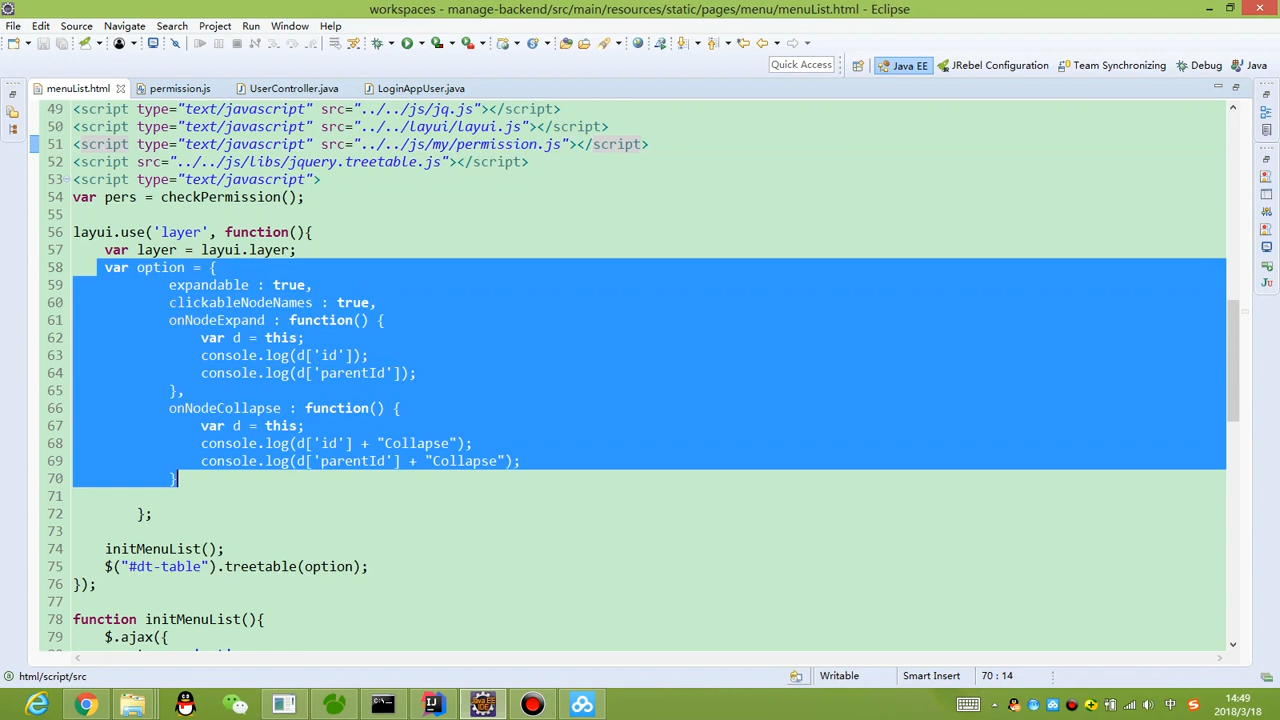 workspaces - manage-backend/src/main/resources/static/pages/menu/menuList.html - Eclipse
File Edit Source Navigate Search Project Run Window Help
Quick Access Java EE JRebel Configuration Team Synchronizing Debug Java
menuList.html permission.js UserController.java LoginAppUser.java
49 <script type="text/javascript" src="../../js/jq.js"></script>
50 <script type="text/javascript" src="../../layui/layui.js"></script>
51 <script type="text/javascript" src="../../js/my/permission.js"></script>
52 <script src="../../js/libs/jquery.treetable.js"></script>
53 <script type="text/javascript">
54 var pers = checkPermission();
55
56 layui.use('layer', function(){
57 var layer = layui.layer;
58 var option = {
59 expandable : true,
60 clickableNodeNames : true,
61 onNodeExpand : function() {
62 var d = this;
63 console.log(d['id']);
64 console.log(d['parentId']);
65 },
66 onNodeCollapse : function() {
67 var d = this;
68 console.log(d['id'] + "Collapse");
69 console.log(d['parentId'] + "Collapse");
70 }
71
72 };
73
74 initMenuList();
75 $("#dt-table").treetable(option);
76 });
77
78 function initMenuList(){
79 $.ajax({
html/script/src Writable Smart Insert 70 : 14
中 14:49
2018/3/18